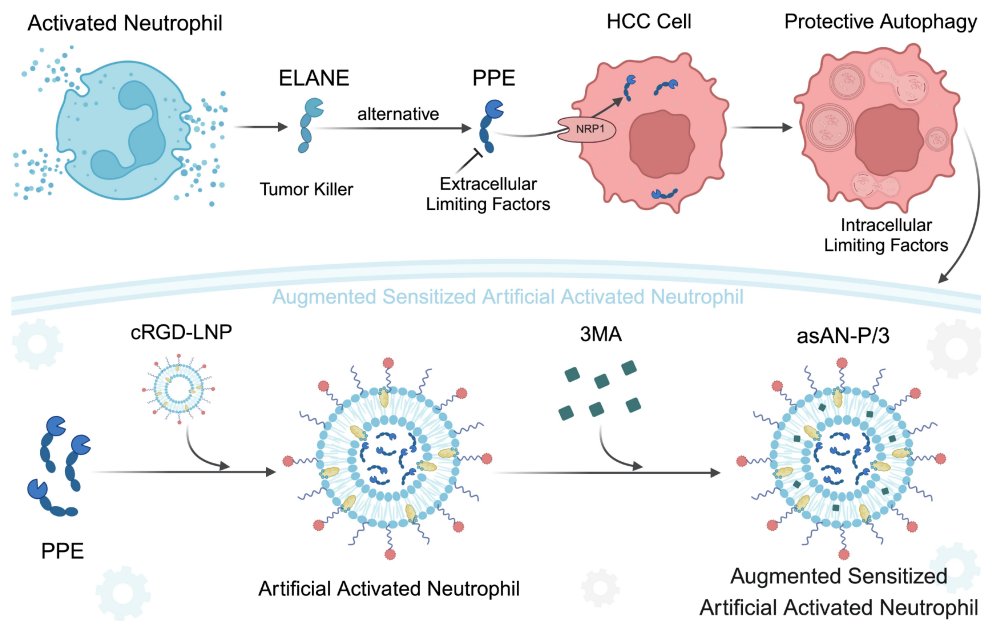 Activated Neutrophil
ELANE
Tumor Killer
alternative
PPE
Extracellular
Limiting Factors
HCC Cell
NRP1
Protective Autophagy
Intracellular
Limiting Factors
Augmented Sensitized Artificial Activated Neutrophil
PPE
cRGD-LNP
Artificial Activated Neutrophil
3MA
asAN-P/3
Augmented Sensitized
Artificial Activated Neutrophil